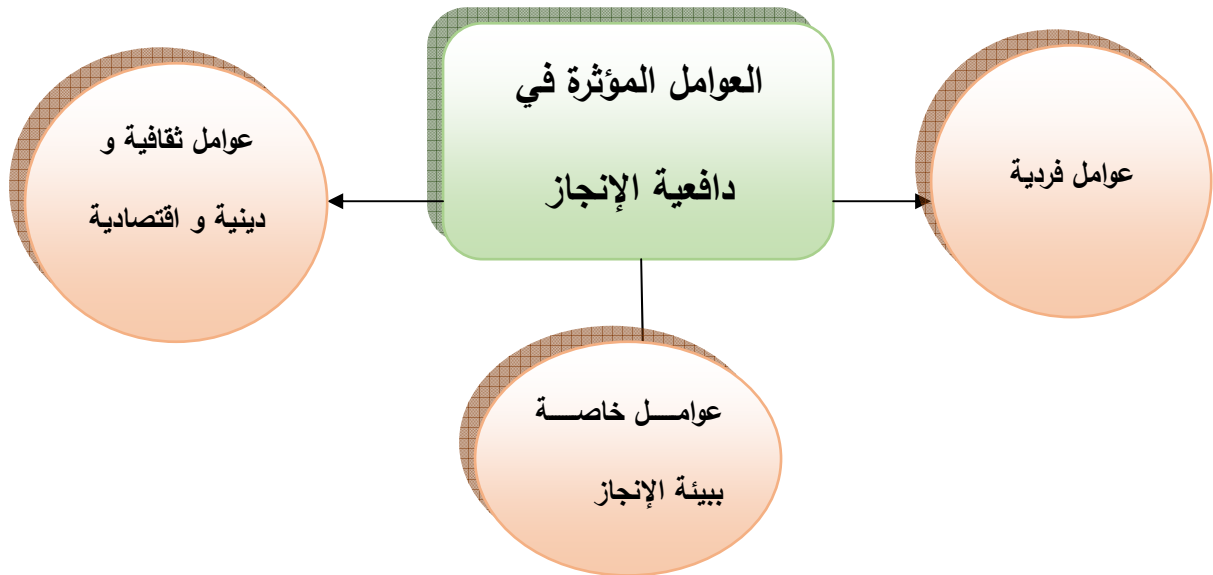 العوامل المؤثرة في
دافعية الإنجاز
عوامل فردية
عوامل ثقافية و
دينية و اقتصادية
عوامـــل خاصـــة
ببيئة الإنجاز